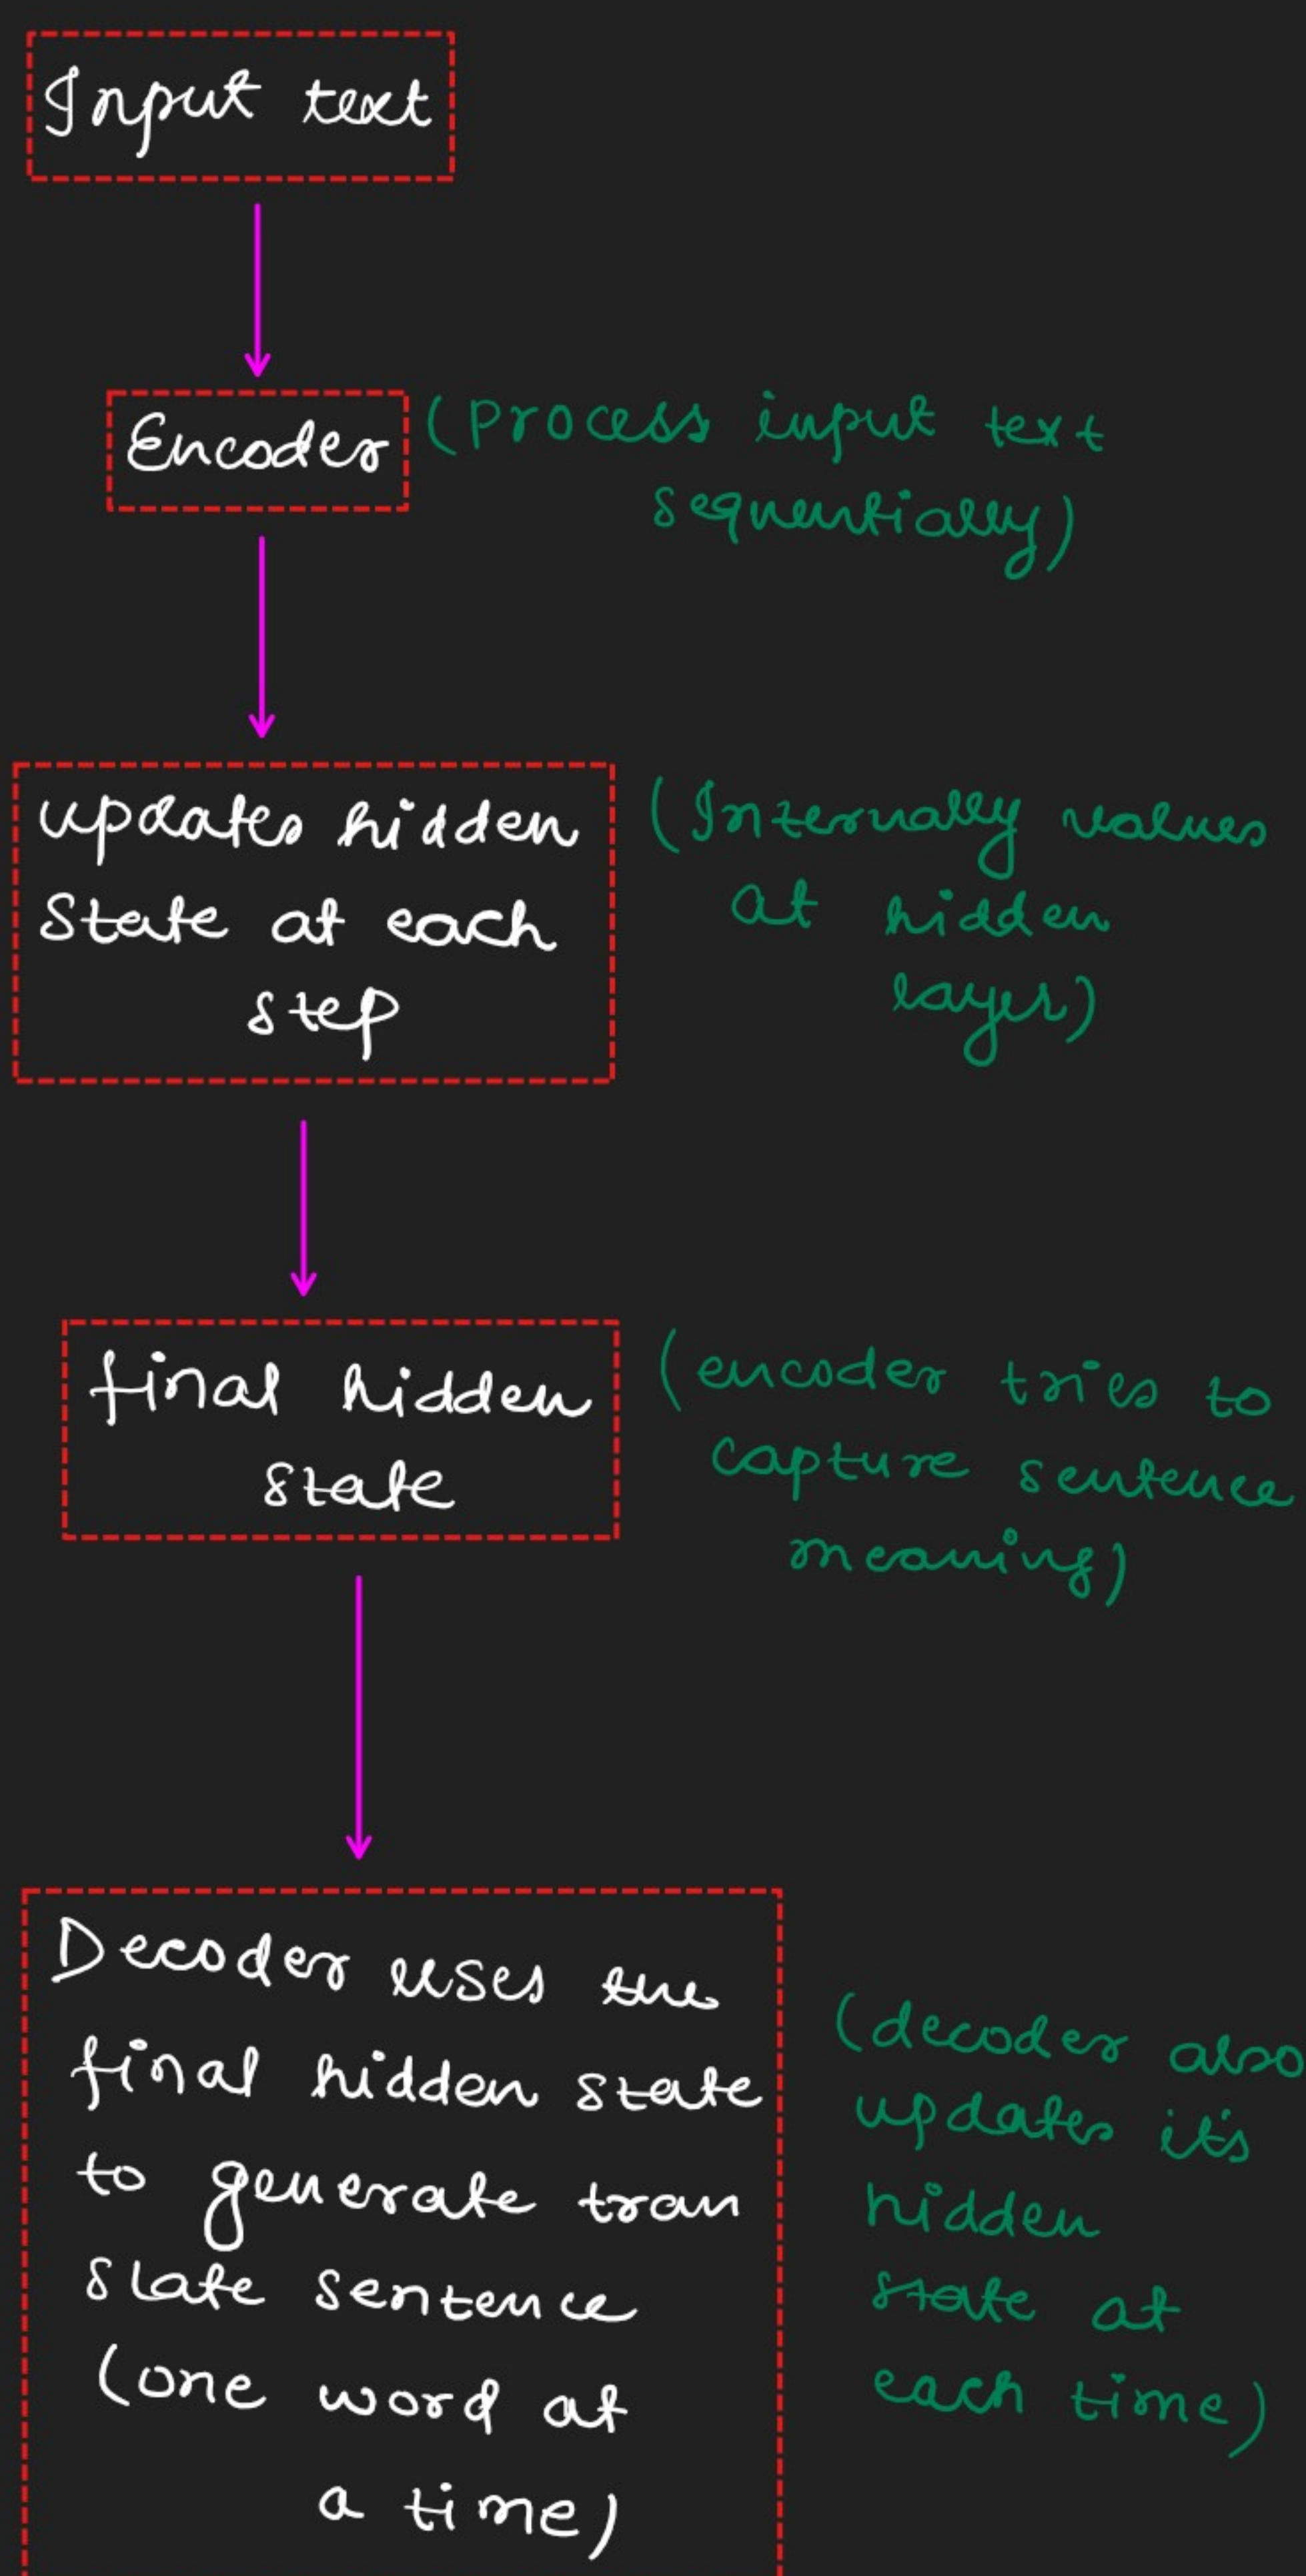 Input text
Encoder
(Process input text
sequentially)
updates hidden
state at each
step
(Internally values
at hidden
layer)
final hidden
state
(encoder tries to
capture sentence
meaning)
Decoder uses the
final hidden state
to generate tran
slate sentence
(one word at
a time)
(decoder also
updates it's
hidden
state at
each time)